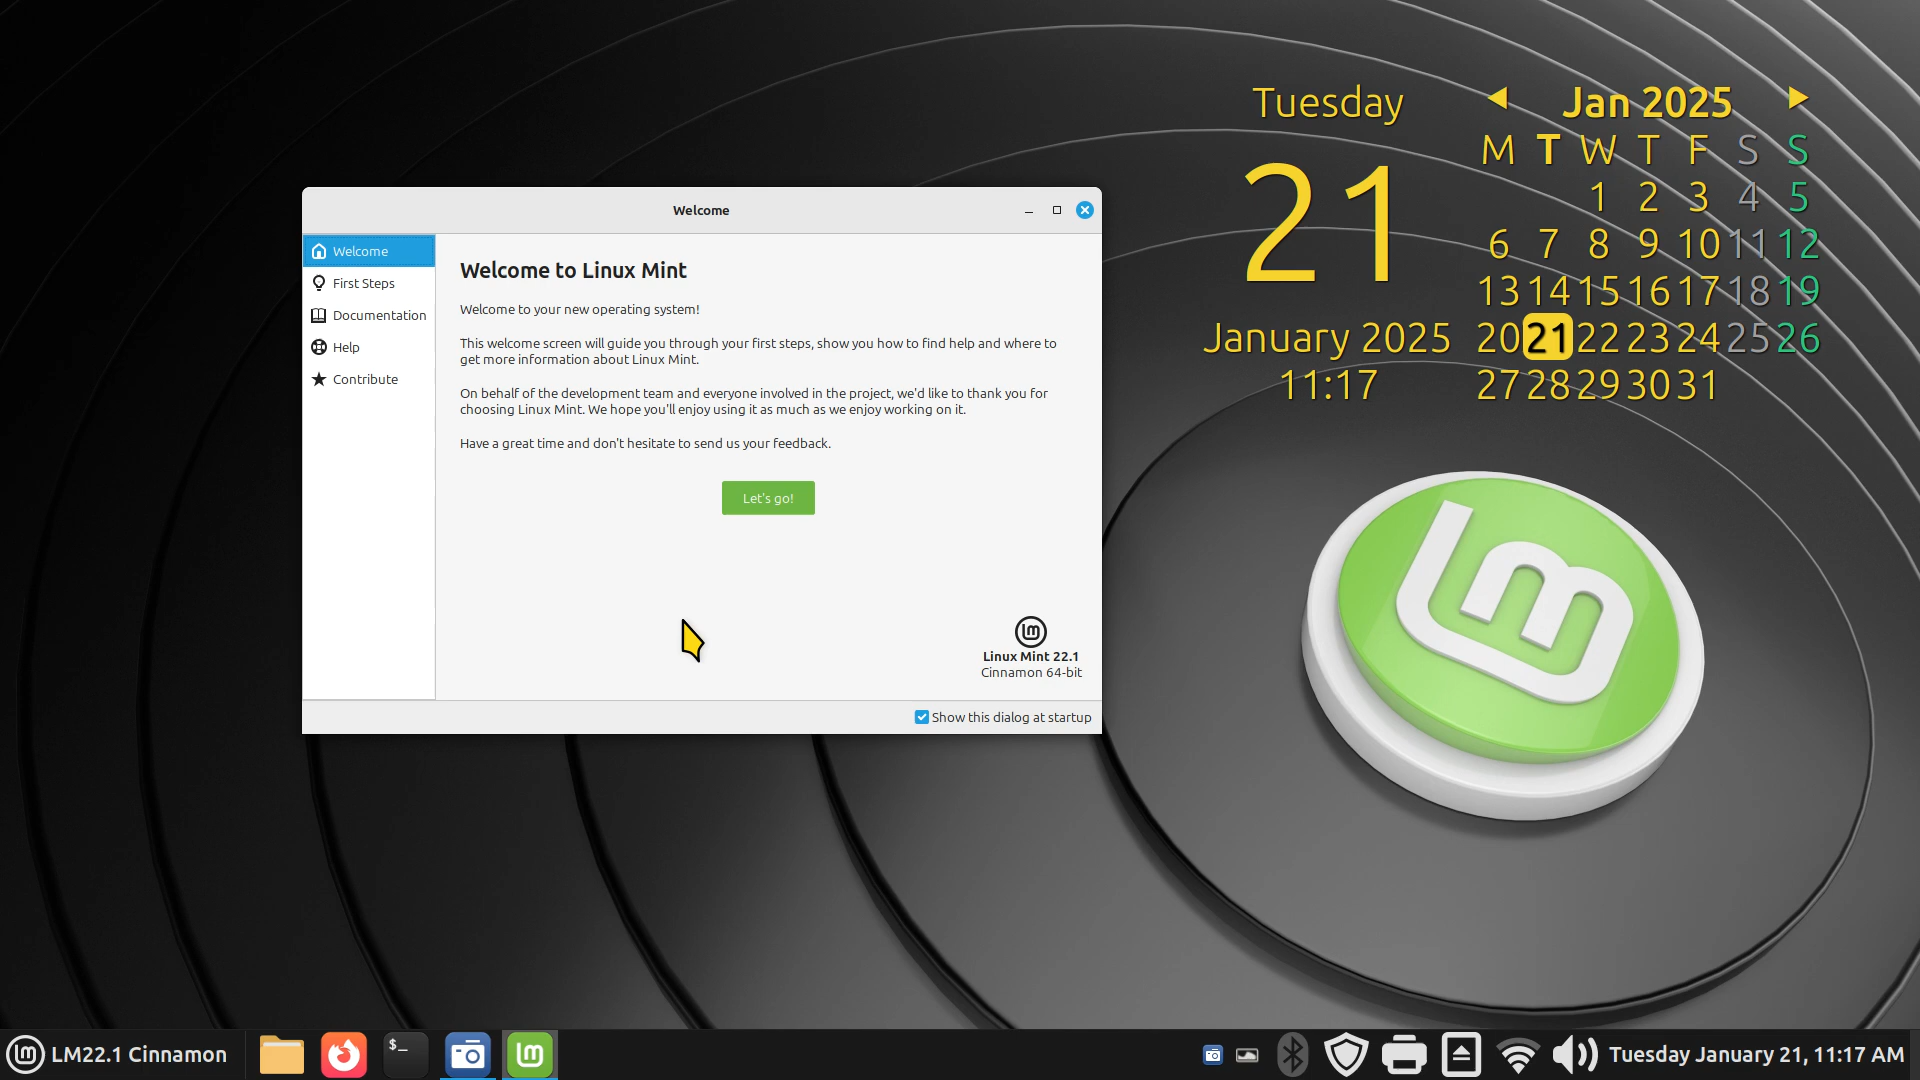 Welcome
Welcome
First Steps
Documentation
Help
Contribute
Welcome to Linux Mint
Welcome to your new operating system!
This welcome screen will guide you through your first steps, show you how to find help and where to
get more information about Linux Mint.
On behalf of the development team and everyone involved in the project, we'd like to thank you for
choosing Linux Mint. We hope you'll enjoy using it as much as we enjoy working on it.
Have a great time and don't hesitate to send us your feedback.
Let's go!
Linux Mint 22.1
Cinnamon 64-bit
Show this dialog at startup
Tuesday
21
January 2025
11:17
Jan 2025
M T W T F S S
1 2 3 4 5
6 7 8 9 10 11 12
13 14 15 16 17 18 19
20 21 22 23 24 25 26
27 28 29 30 31
LM22.1 Cinnamon
$_
Tuesday January 21, 11:17 AM